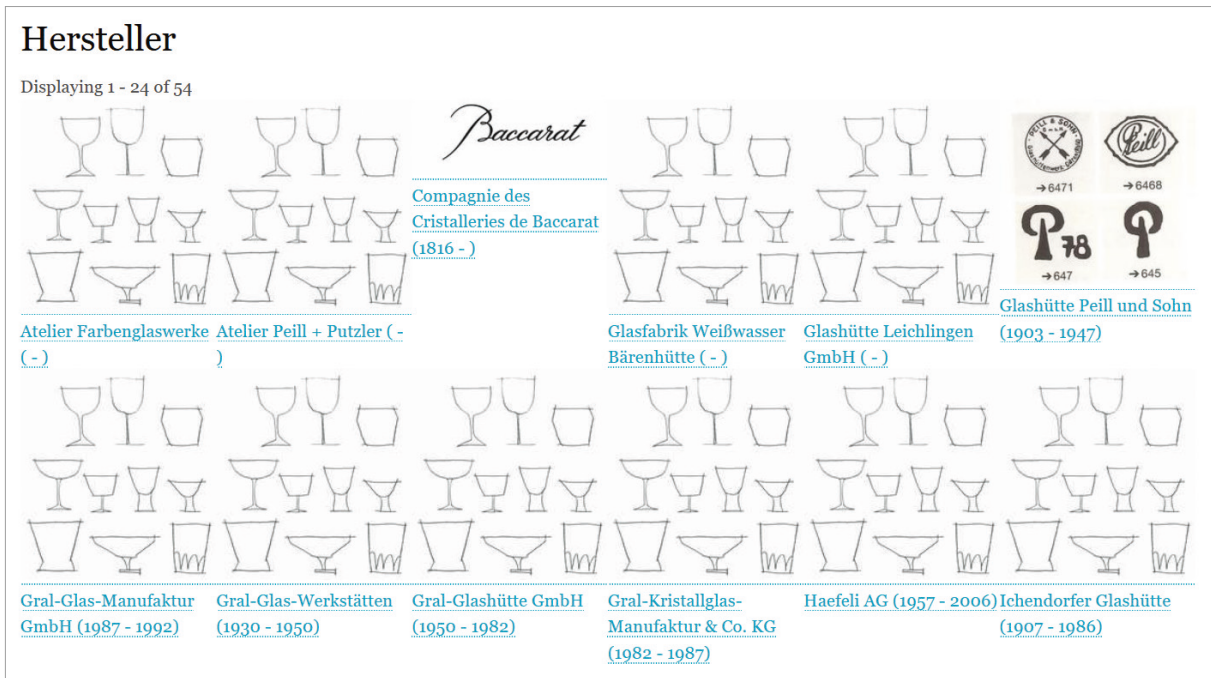 Hersteller
Displaying 1 - 24 of 54
Atelier Farbenglaswerke
( - )
Atelier Peill + Putzler ( -
)
Baccarat
Compagnie des
Cristalleries de Baccarat
(1816 - )
Glasfabrik Weißwasser
Bärenhütte ( - )
Glashütte Leichlingen
GmbH ( - )
PEILL & SOHN
Peill
→6471
→6468
78
→647
→645
Glashütte Peill und Sohn
(1903 - 1947)
Gral-Glas-Manufaktur
GmbH (1987 - 1992)
Gral-Glas-Werkstätten
(1930 - 1950)
Gral-Glashütte GmbH
(1950 - 1982)
Gral-Kristallglas-
Manufaktur & Co. KG
(1982 - 1987)
Haefeli AG (1957 - 2006)
Ichendorfer Glashütte
(1907 - 1986)